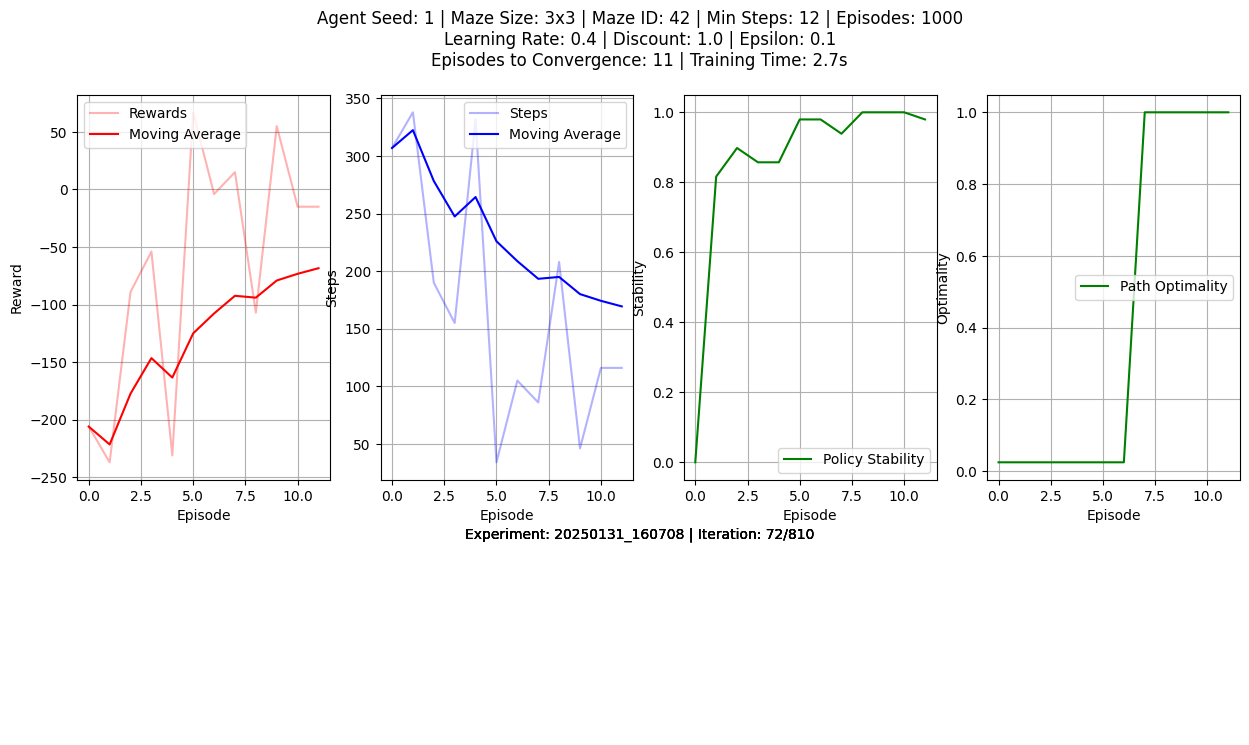 Agent Seed: 1 | Maze Size: 3x3 | Maze ID: 42 | Min Steps: 12 | Episodes: 1000
Learning Rate: 0.4 | Discount: 1.0 | Epsilon: 0.1
Episodes to Convergence: 11 | Training Time: 2.7s
Rewards
Moving Average
50
0
−50
−100
−150
−200
−250
Reward
0.0 2.5 5.0 7.5 10.0
Episode
Steps
Moving Average
350
300
250
200
150
100
50
Steps
0.0 2.5 5.0 7.5 10.0
Episode
1.0
0.8
0.6
0.4
0.2
0.0
Stability
Policy Stability
0.0 2.5 5.0 7.5 10.0
Episode
1.0
0.8
0.6
0.4
0.2
0.0
Optimality
Path Optimality
0.0 2.5 5.0 7.5 10.0
Episode
Experiment: 20250131_160708 | Iteration: 72/810